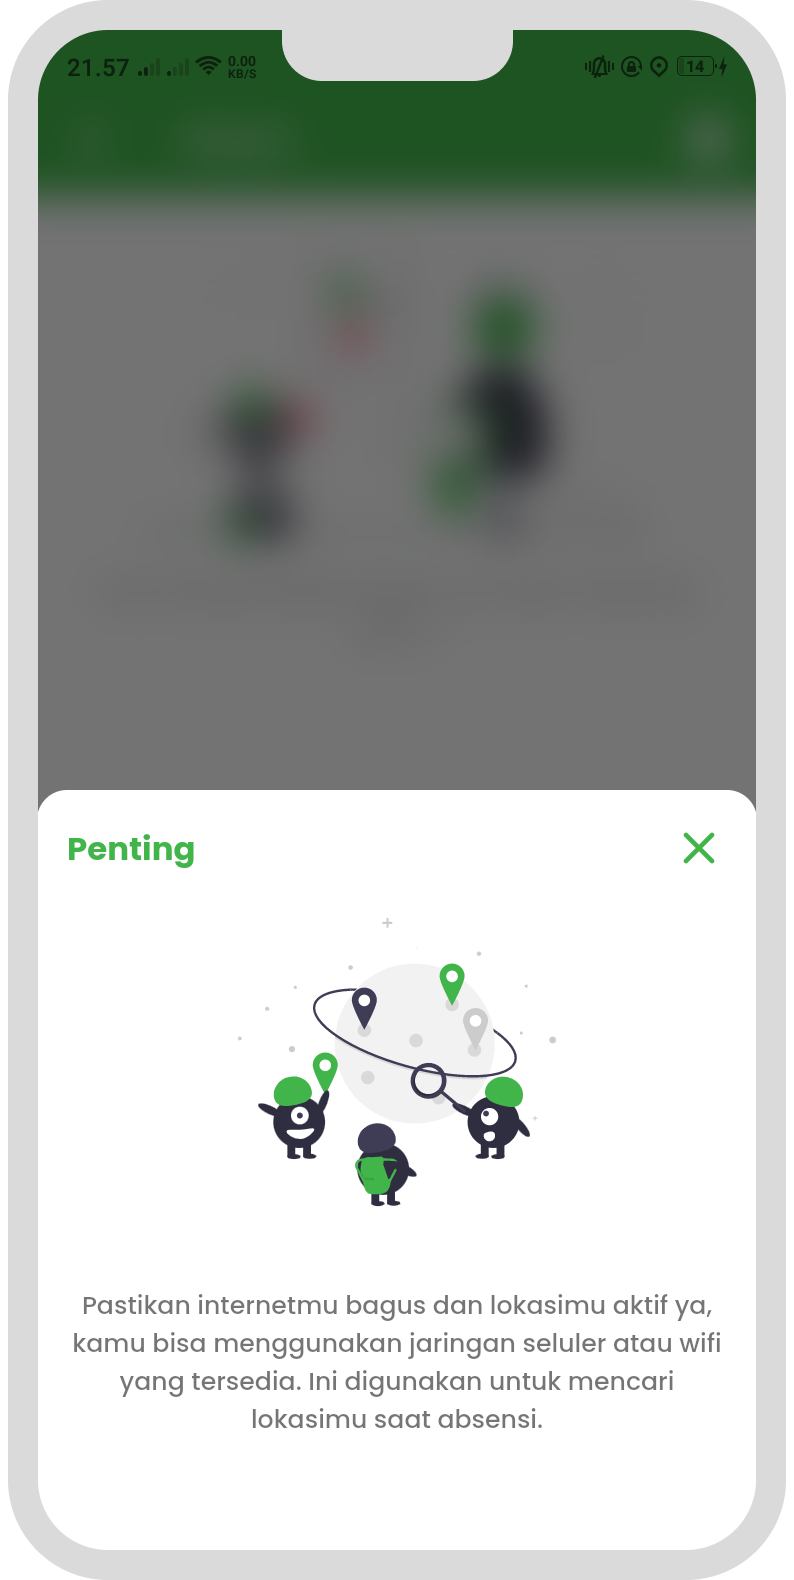 21.57
0.00
KB/S
14
Penting
Pastikan internetmu bagus dan lokasimu aktif ya,
kamu bisa menggunakan jaringan seluler atau wifi
yang tersedia. Ini digunakan untuk mencari
lokasimu saat absensi.